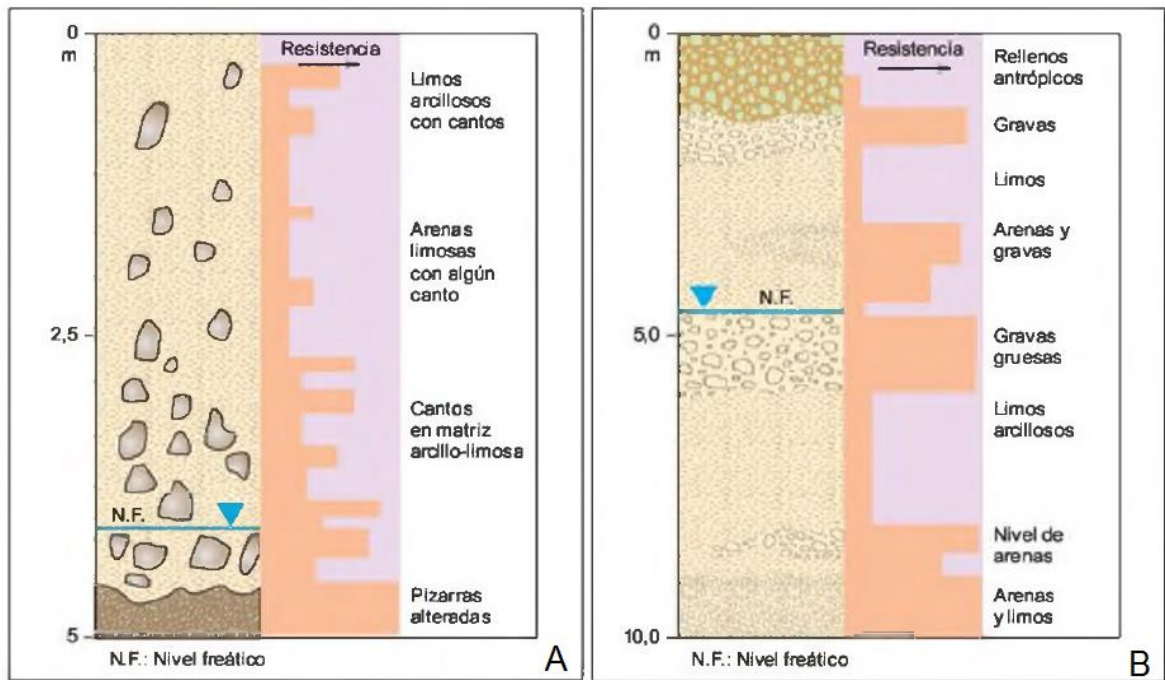 0
m
2,5
5
Resistencia
Limos
arcillosos
con cantos
Arenas
limosas
con algún
canto
Cantos
en matriz
arcillo-limosa
Pizarras
alteradas
N.F.
N.F.: Nivel freático
A
0
m
5,0
10,0
Resistencia
Rellenos
antrópicos
Gravas
Limos
Arenas y
gravas
N.F.
Gravas
gruesas
Limos
arcillosos
Nivel de
arenas
Arenas
y limos
N.F.: Nivel freático
B